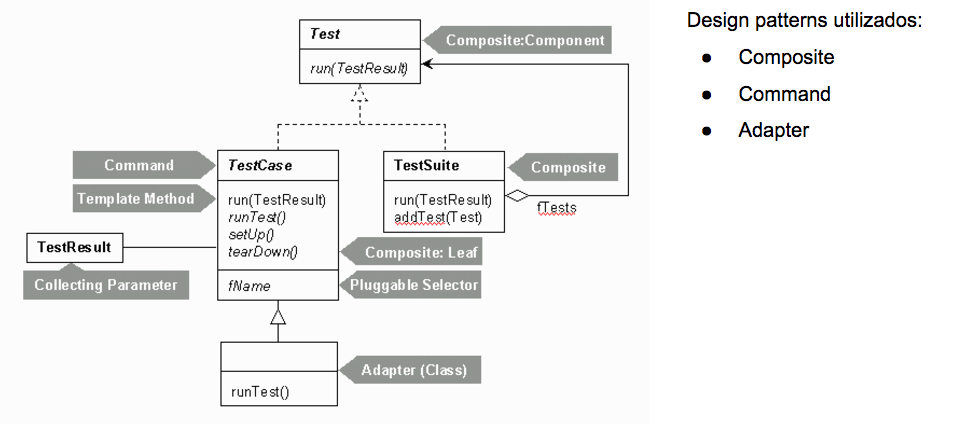 Test
run(TestResult)
Composite:Component
Command
Template Method
TestCase
run(TestResult)
runTest()
setUp()
tearDown()
fName
TestSuite
run(TestResult)
addTest(Test)
Composite
fTests
TestResult
Collecting Parameter
Composite: Leaf
Pluggable Selector
runTest()
Adapter (Class)
Design patterns utilizados:
● Composite
● Command
● Adapter